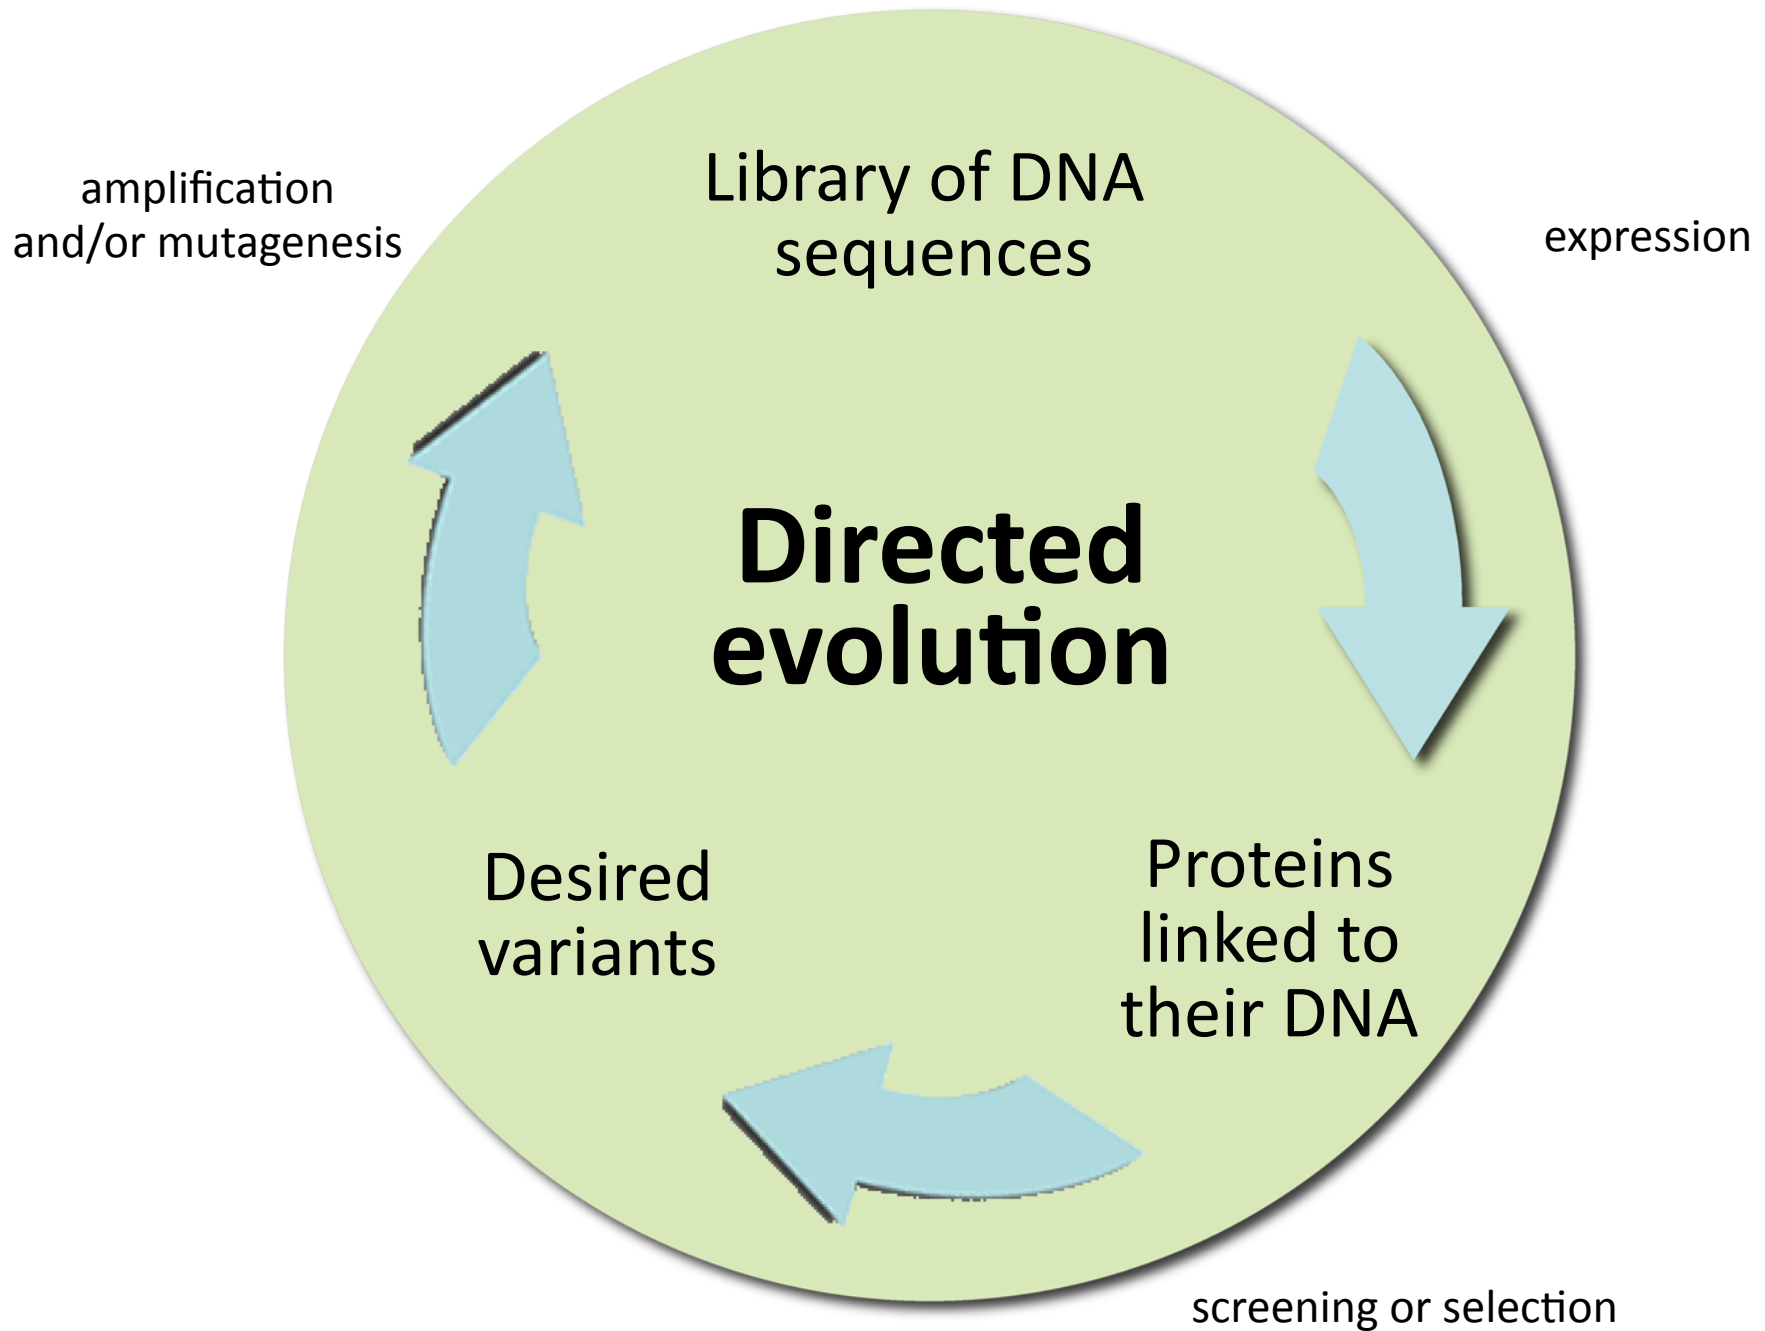 Library of DNA
sequences
expression
amplification
and/or mutagenesis
Directed
evolution
Proteins
linked to
their DNA
Desired
variants
screening or selection